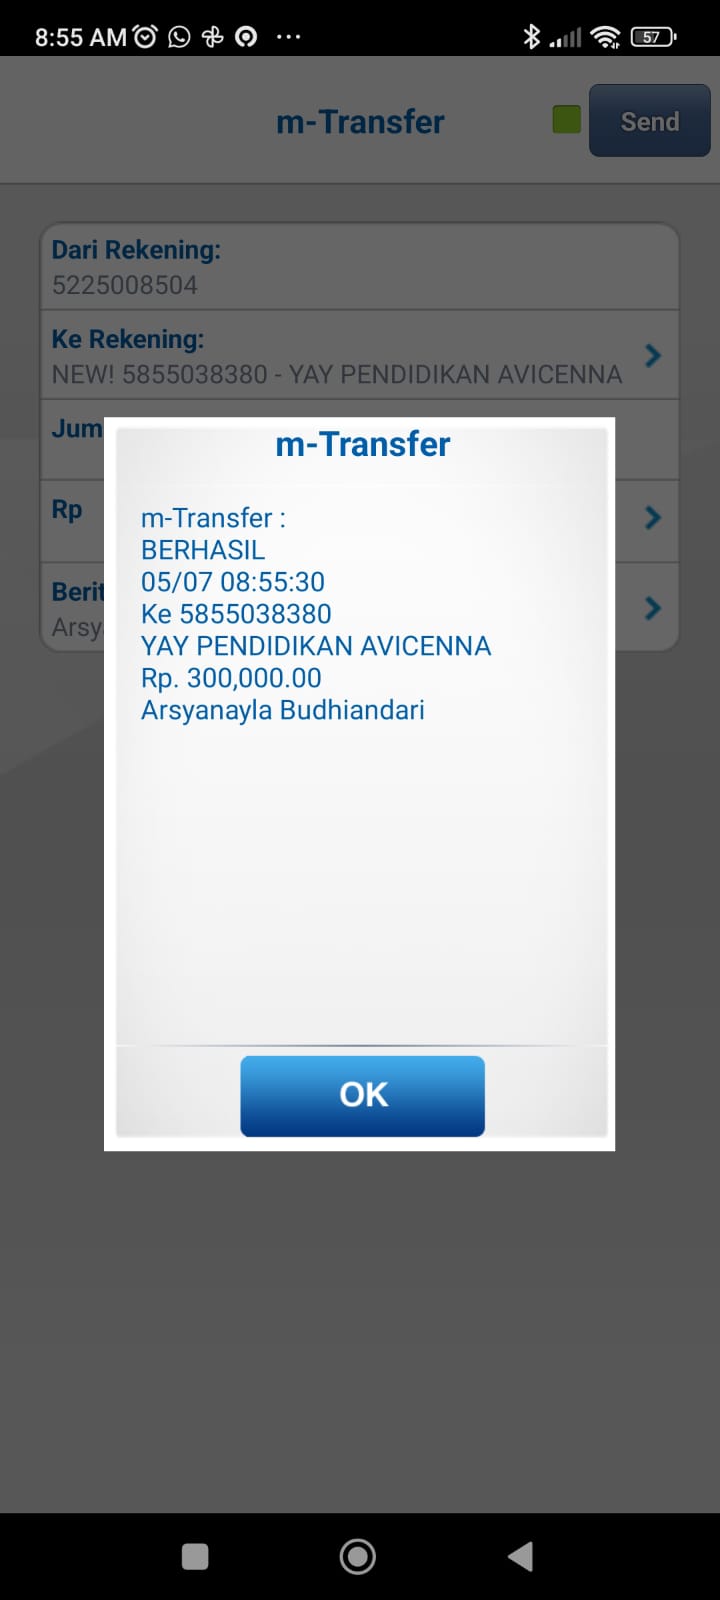 8:55 AM
57
m-Transfer
Send
Dari Rekening:
5225008504
Ke Rekening:
NEW! 5855038380 - YAY PENDIDIKAN AVICENNA
Jum
Rp
Berit
Arsy
m-Transfer
m-Transfer :
BERHASIL
05/07 08:55:30
Ke 5855038380
YAY PENDIDIKAN AVICENNA
Rp. 300,000.00
Arsyanayla Budhiandari
OK